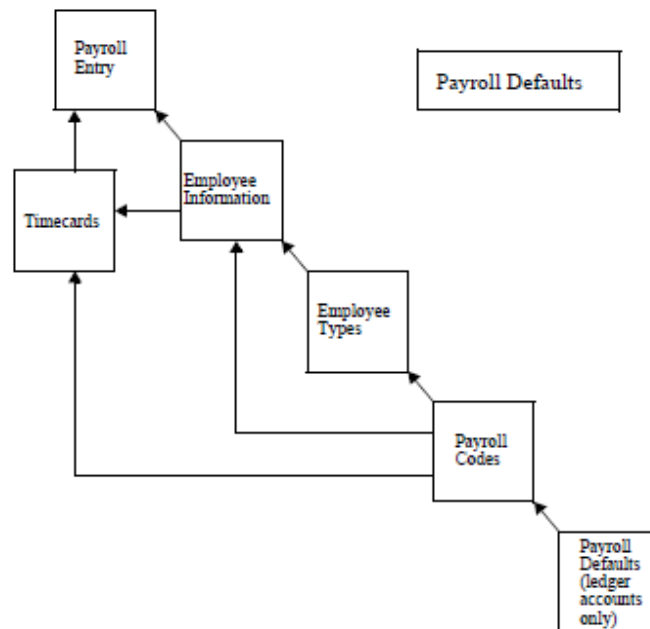 Payroll
Entry
Payroll Defaults
Employee
Information
Timecards
Employee
Types
Payroll
Codes
Payroll
Defaults
(ledger
accounts
only)